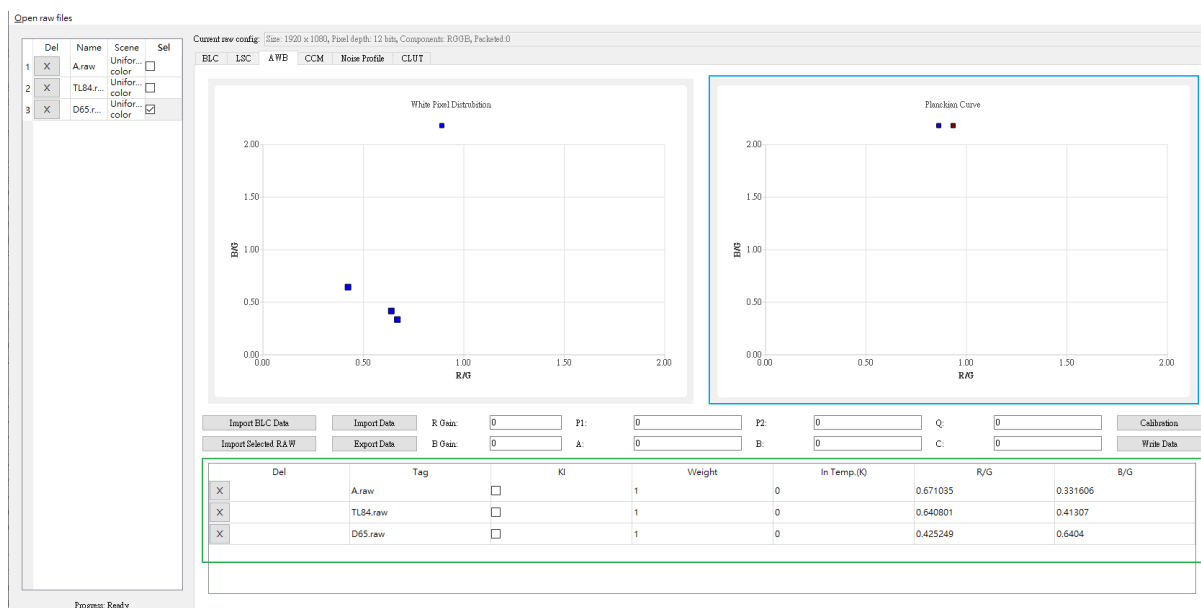 Open raw files
Current raw config: Size: 1920 x 1080, Pixel depth: 12 bits, Components: RGGB, Packeted:0
Del Name Scene Sel
1 X A.raw Unifor... color
2 X TL84.r... Unifor... color
3 X D65.r... Unifor... color
BLC LSC AWB CCM Noise Profile CLUT
White Pixel Distrubition
2.00
1.50
1.00
0.50
0.00
B/G
0.00 0.50 1.00 1.50 2.00
R/G
Planckian Curve
2.00
1.50
1.00
0.50
0.00
B/G
0.00 0.50 1.00 1.50 2.00
R/G
Import BLC Data Import Data R Gain: 0 P1: 0 P2: 0 Q: 0 Calibration
Import Selected RAW Export Data B Gain: 0 A: 0 B: 0 C: 0 Write Data
Del Tag KI Weight In Temp.(K) R/G B/G
X A.raw 1 0 0.671035 0.331606
X TL84.raw 1 0 0.640801 0.41307
X D65.raw 1 0 0.425249 0.6404
Progress: Ready